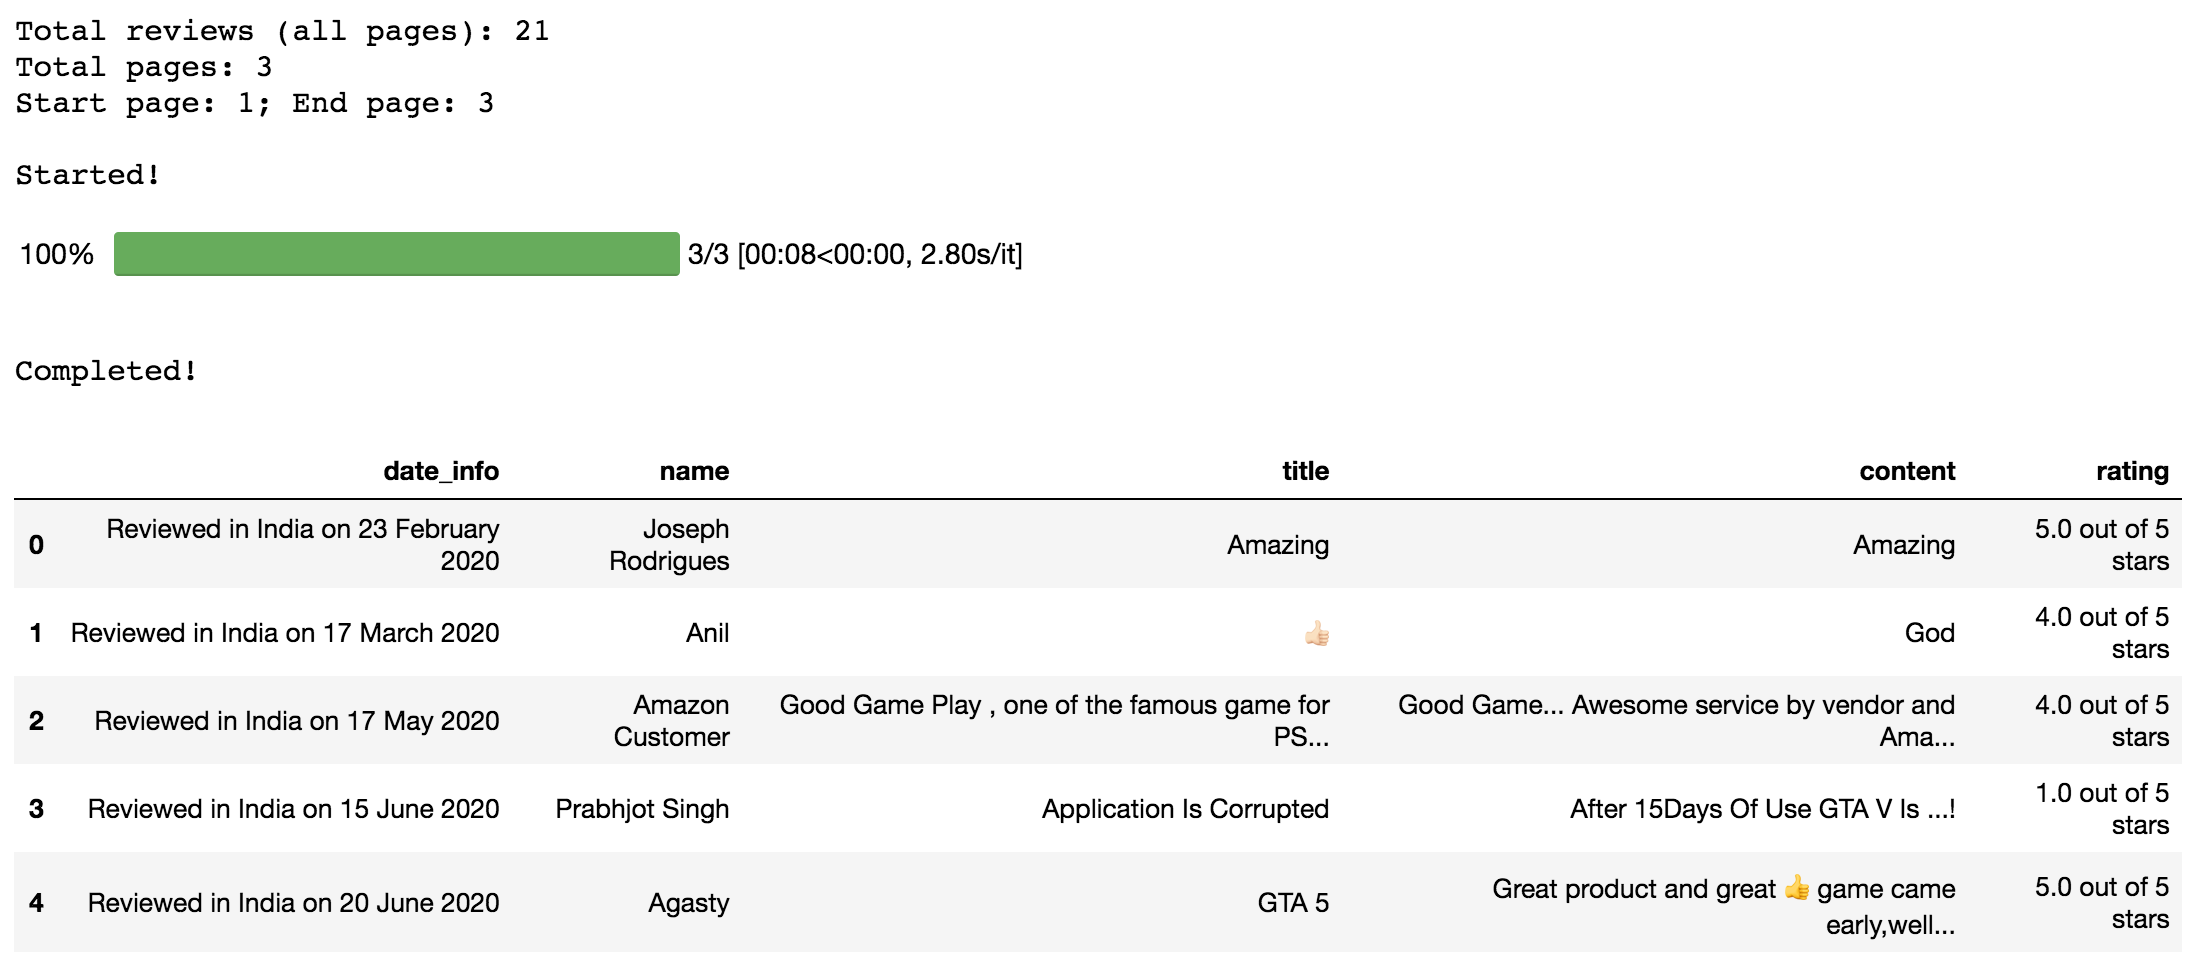 Total reviews (all pages): 21
Total pages: 3
Start page: 1; End page: 3
Started!
100% 3/3 [00:08<00:00, 2.80s/it]
Completed!
date_info name title content rating
0 Reviewed in India on 23 February 2020 Joseph Rodrigues Amazing Amazing 5.0 out of 5 stars
1 Reviewed in India on 17 March 2020 Anil 👍🏻 God 4.0 out of 5 stars
2 Reviewed in India on 17 May 2020 Amazon Customer Good Game Play , one of the famous game for PS... Good Game... Awesome service by vendor and Ama... 4.0 out of 5 stars
3 Reviewed in India on 15 June 2020 Prabhjot Singh Application Is Corrupted After 15Days Of Use GTA V Is ...! 1.0 out of 5 stars
4 Reviewed in India on 20 June 2020 Agasty GTA 5 Great product and great 👍 game came early,well... 5.0 out of 5 stars